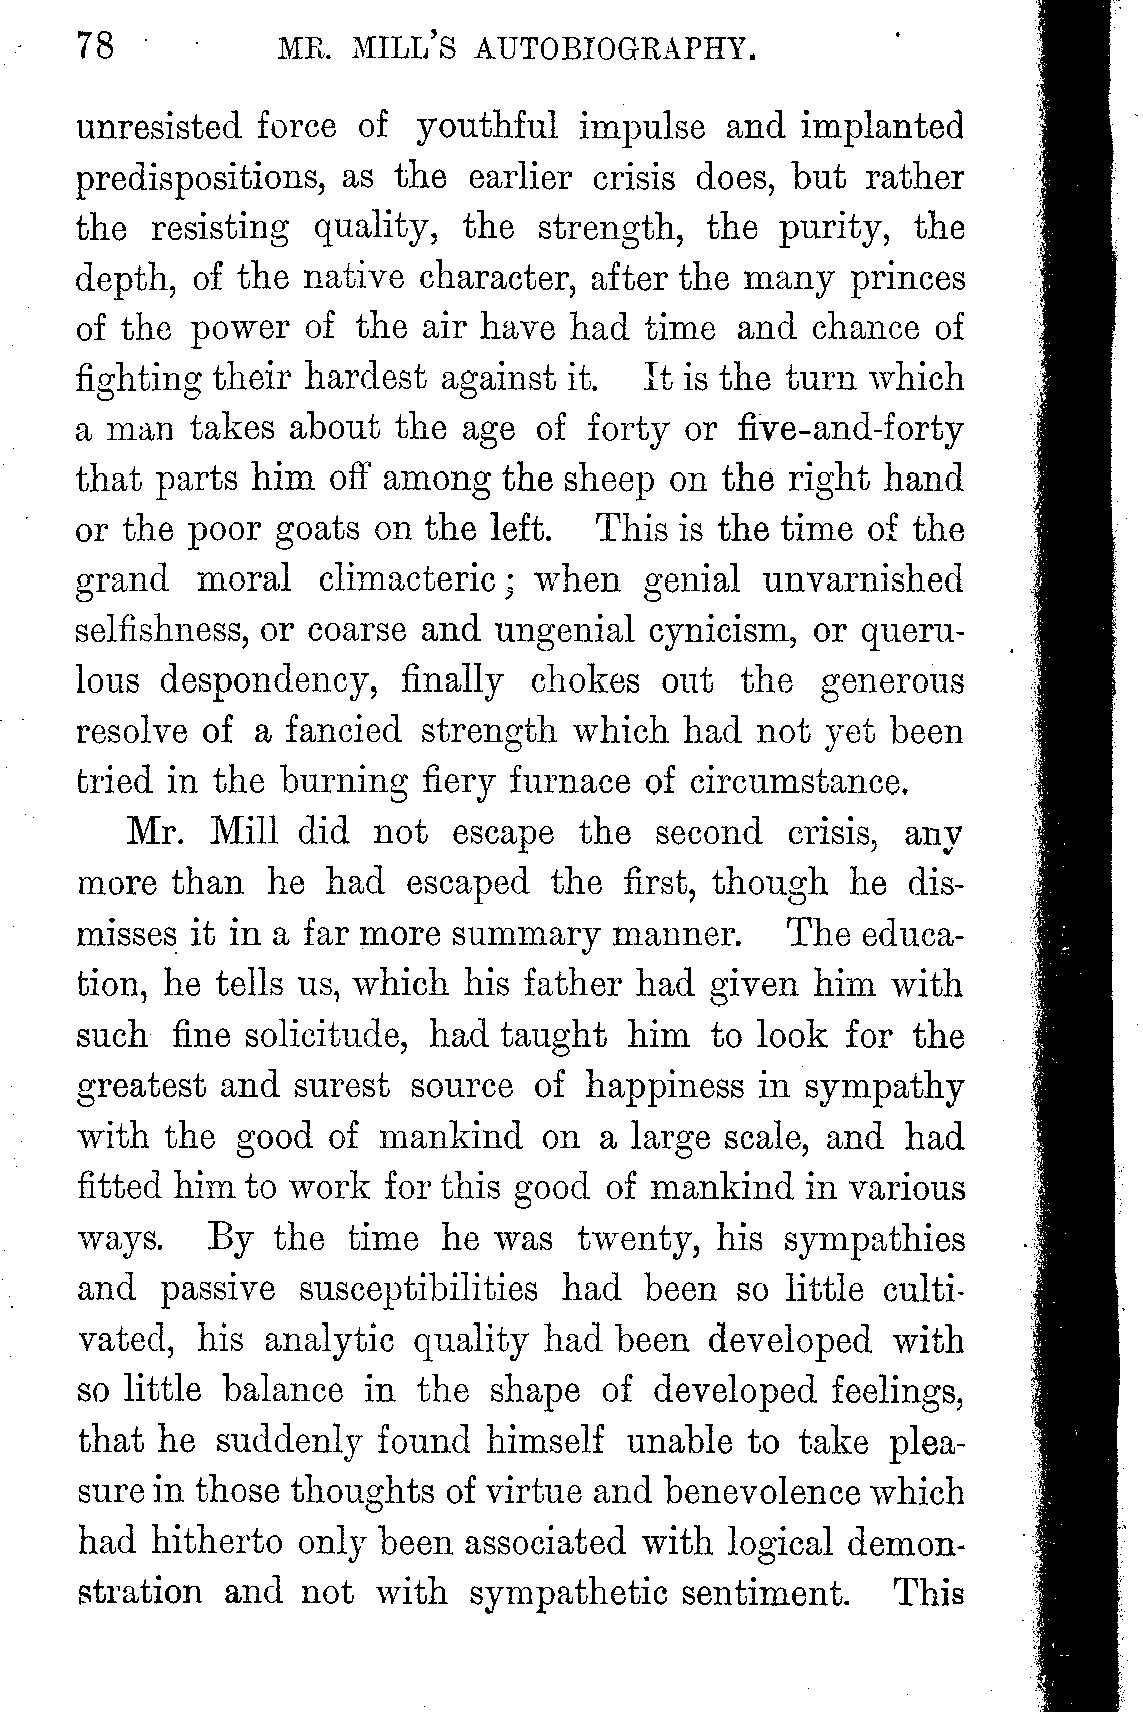 78 MR. MILL'S AUTOBIOGRAPHY.
unresisted force of youthful impulse and implanted
predispositions, as the earlier crisis does, but rather
the resisting quality, the strength, the purity, the
depth, of the native character, after the many princes
of the power of the air have had time and chance of
fighting their hardest against it. It is the turn which
a man takes about the age of forty or five-and-forty
that parts him off among the sheep on the right hand
or the poor goats on the left. This is the time of the
grand moral climacteric; when genial unvarnished
selfishness, or coarse and ungenial cynicism, or queru-
lous despondency, finally chokes out the generous
resolve of a fancied strength which had not yet been
tried in the burning fiery furnace of circumstance.
Mr. Mill did not escape the second crisis, any
more than he had escaped the first, though he dis-
misses it in a far more summary manner. The educa-
tion, he tells us, which his father had given him with
such fine solicitude, had taught him to look for the
greatest and surest source of happiness in sympathy
with the good of mankind on a large scale, and had
fitted him to work for this good of mankind in various
ways. By the time he was twenty, his sympathies
and passive susceptibilities had been so little culti-
vated, his analytic quality had been developed with
so little balance in the shape of developed feelings,
that he suddenly found himself unable to take plea-
sure in those thoughts of virtue and benevolence which
had hitherto only been associated with logical demon-
stration and not with sympathetic sentiment. This